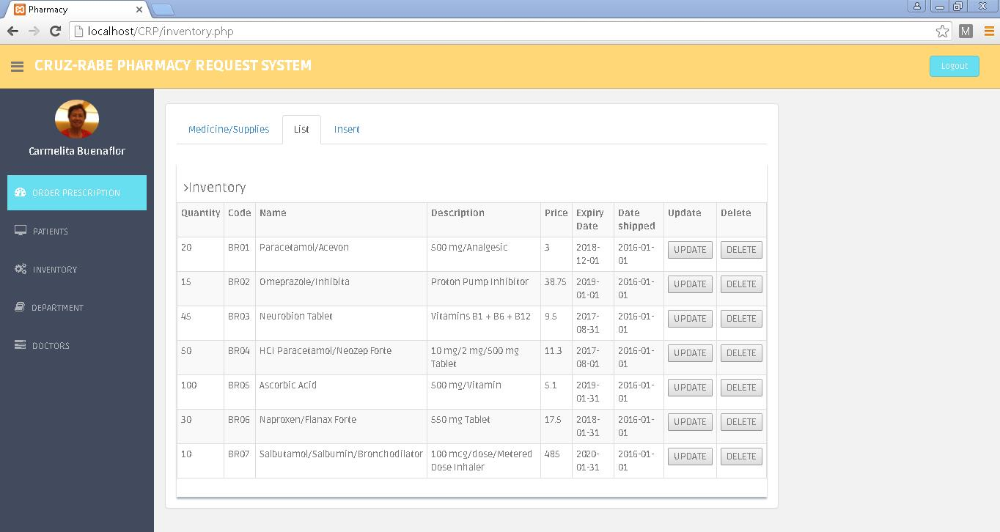 Pharmacy
localhost/CRP/inventory.php
M
CRUZ-RABE PHARMACY REQUEST SYSTEM
Logout
Carmelita Buenaflor
ORDER PRESCRIPTION
PATIENTS
INVENTORY
DEPARTMENT
DOCTORS
Medicine/Supplies List Insert
>Inventory
Quantity Code Name Description Price Expiry Date Date shipped Update Delete
20 BR01 Paracetamol/Acevon 500 mg/Analgesic 3 2018-12-01 2016-01-01 UPDATE DELETE
15 BR02 Omeprazole/Inhibita Proton Pump Inhibitor 38.75 2019-01-01 2016-01-01 UPDATE DELETE
45 BR03 Neurobion Tablet Vitamins B1 + B6 + B12 9.5 2017-08-31 2016-01-01 UPDATE DELETE
50 BR04 HCI Paracetamol/Neozep Forte 10 mg/2 mg/500 mg Tablet 11.3 2017-08-01 2016-01-01 UPDATE DELETE
100 BR05 Ascorbic Acid 500 mg/Vitamin 5.1 2019-01-31 2016-01-01 UPDATE DELETE
30 BR06 Naproxen/Flanax Forte 550 mg Tablet 17.5 2018-01-31 2016-01-01 UPDATE DELETE
10 BR07 Salbutamol/Salbumin/Bronchodilator 100 mcg/dose/Metered Dose Inhaler 485 2020-01-31 2016-01-01 UPDATE DELETE